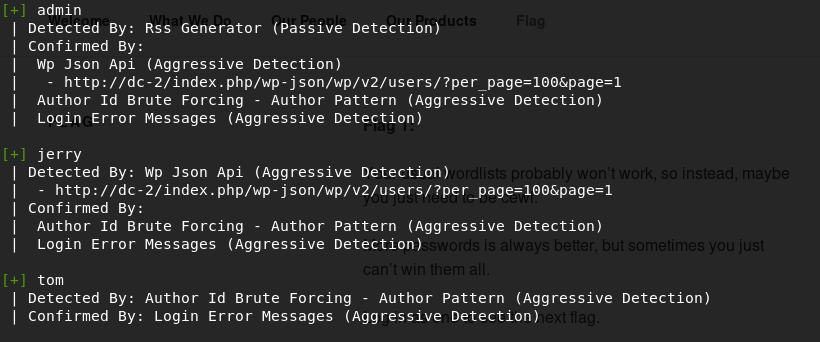 Welcome What We Do Our People Our Products Flag
[+] admin
| Detected By: Rss Generator (Passive Detection)
| Confirmed By:
|  Wp Json Api (Aggressive Detection)
|   - http://dc-2/index.php/wp-json/wp/v2/users/?per_page=100&page=1
|  Author Id Brute Forcing - Author Pattern (Aggressive Detection)
|  Login Error Messages (Aggressive Detection)
Flag 1:
[+] jerry
| Detected By: Wp Json Api (Aggressive Detection)
wordlists probably won't work, so instead, maybe
|  - http://dc-2/index.php/wp-json/wp/v2/users/?per_page=100&page=1
you just need to be cewl.
| Confirmed By:
|  Author Id Brute Forcing - Author Pattern (Aggressive Detection)
|  Login Error Messages (Aggressive Detection)
passwords is always better, but sometimes you just
can't win them all.
[+] tom
| Detected By: Author Id Brute Forcing - Author Pattern (Aggressive Detection)
| Confirmed By: Login Error Messages (Aggressive Detection)
next flag.